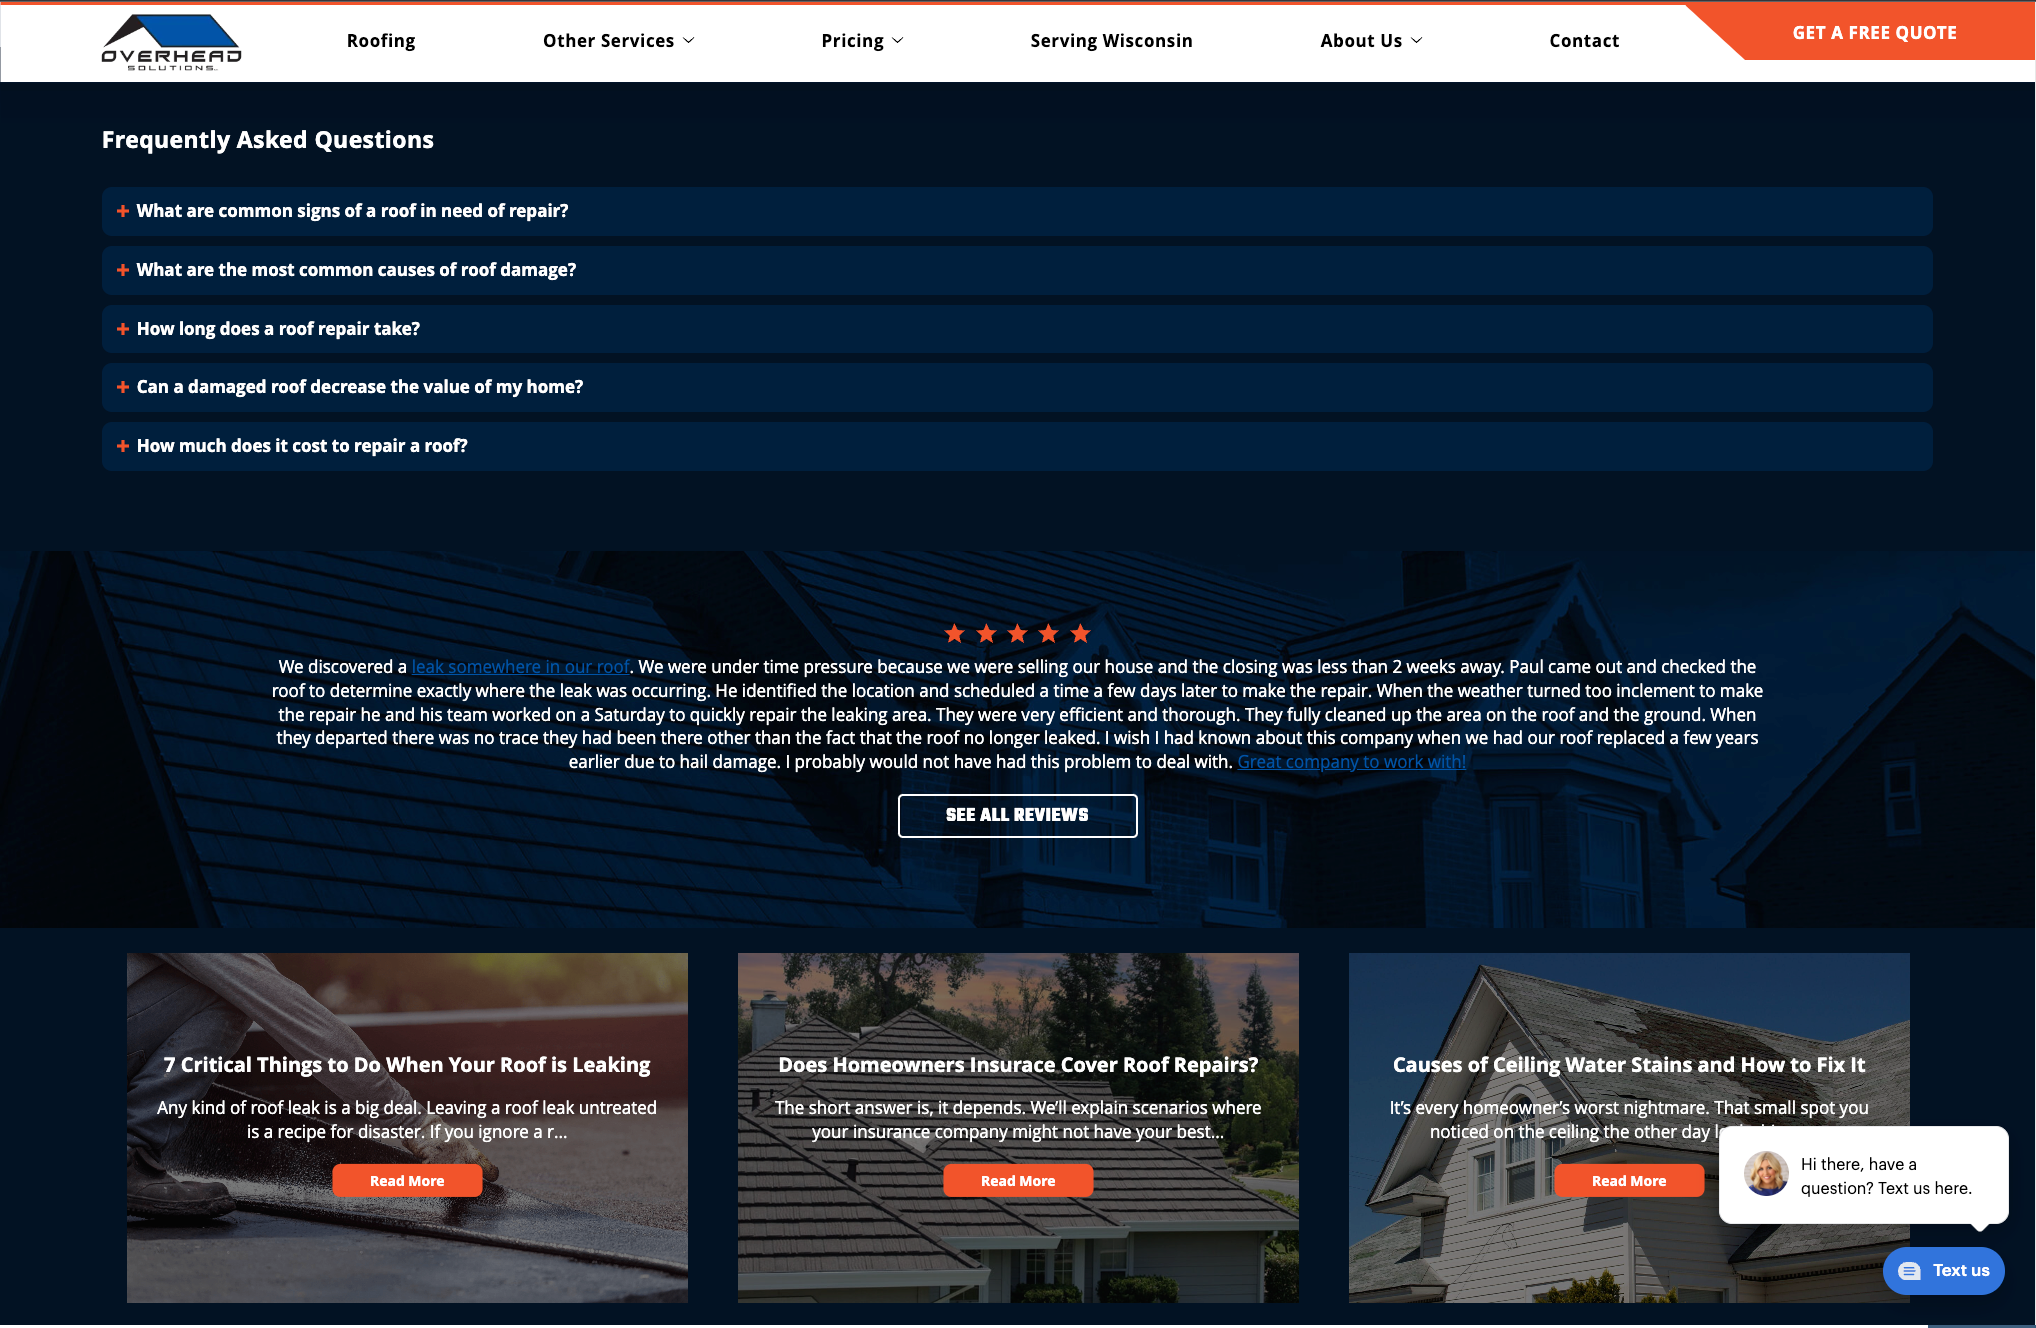 OVERHEAD
SOLUTIONS
Roofing
Other Services
Pricing
Serving Wisconsin
About Us
Contact
GET A FREE QUOTE
Frequently Asked Questions
+ What are common signs of a roof in need of repair?
+ What are the most common causes of roof damage?
+ How long does a roof repair take?
+ Can a damaged roof decrease the value of my home?
+ How much does it cost to repair a roof?
We discovered a leak somewhere in our roof. We were under time pressure because we were selling our house and the closing was less than 2 weeks away. Paul came out and checked the
roof to determine exactly where the leak was occurring. He identified the location and scheduled a time a few days later to make the repair. When the weather turned too inclement to make
the repair he and his team worked on a Saturday to quickly repair the leaking area. They were very efficient and thorough. They fully cleaned up the area on the roof and the ground. When
they departed there was no trace they had been there other than the fact that the roof no longer leaked. I wish I had known about this company when we had our roof replaced a few years
earlier due to hail damage. I probably would not have had this problem to deal with. Great company to work with!
SEE ALL REVIEWS
7 Critical Things to Do When Your Roof is Leaking
Any kind of roof leak is a big deal. Leaving a roof leak untreated
is a recipe for disaster. If you ignore a r...
Read More
Does Homeowners Insurace Cover Roof Repairs?
The short answer is, it depends. We'll explain scenarios where
your insurance company might not have your best...
Read More
Causes of Ceiling Water Stains and How to Fix It
It's every homeowner's worst nightmare. That small spot you
noticed on the ceiling the other day
Read More
Hi there, have a
question? Text us here.
Text us